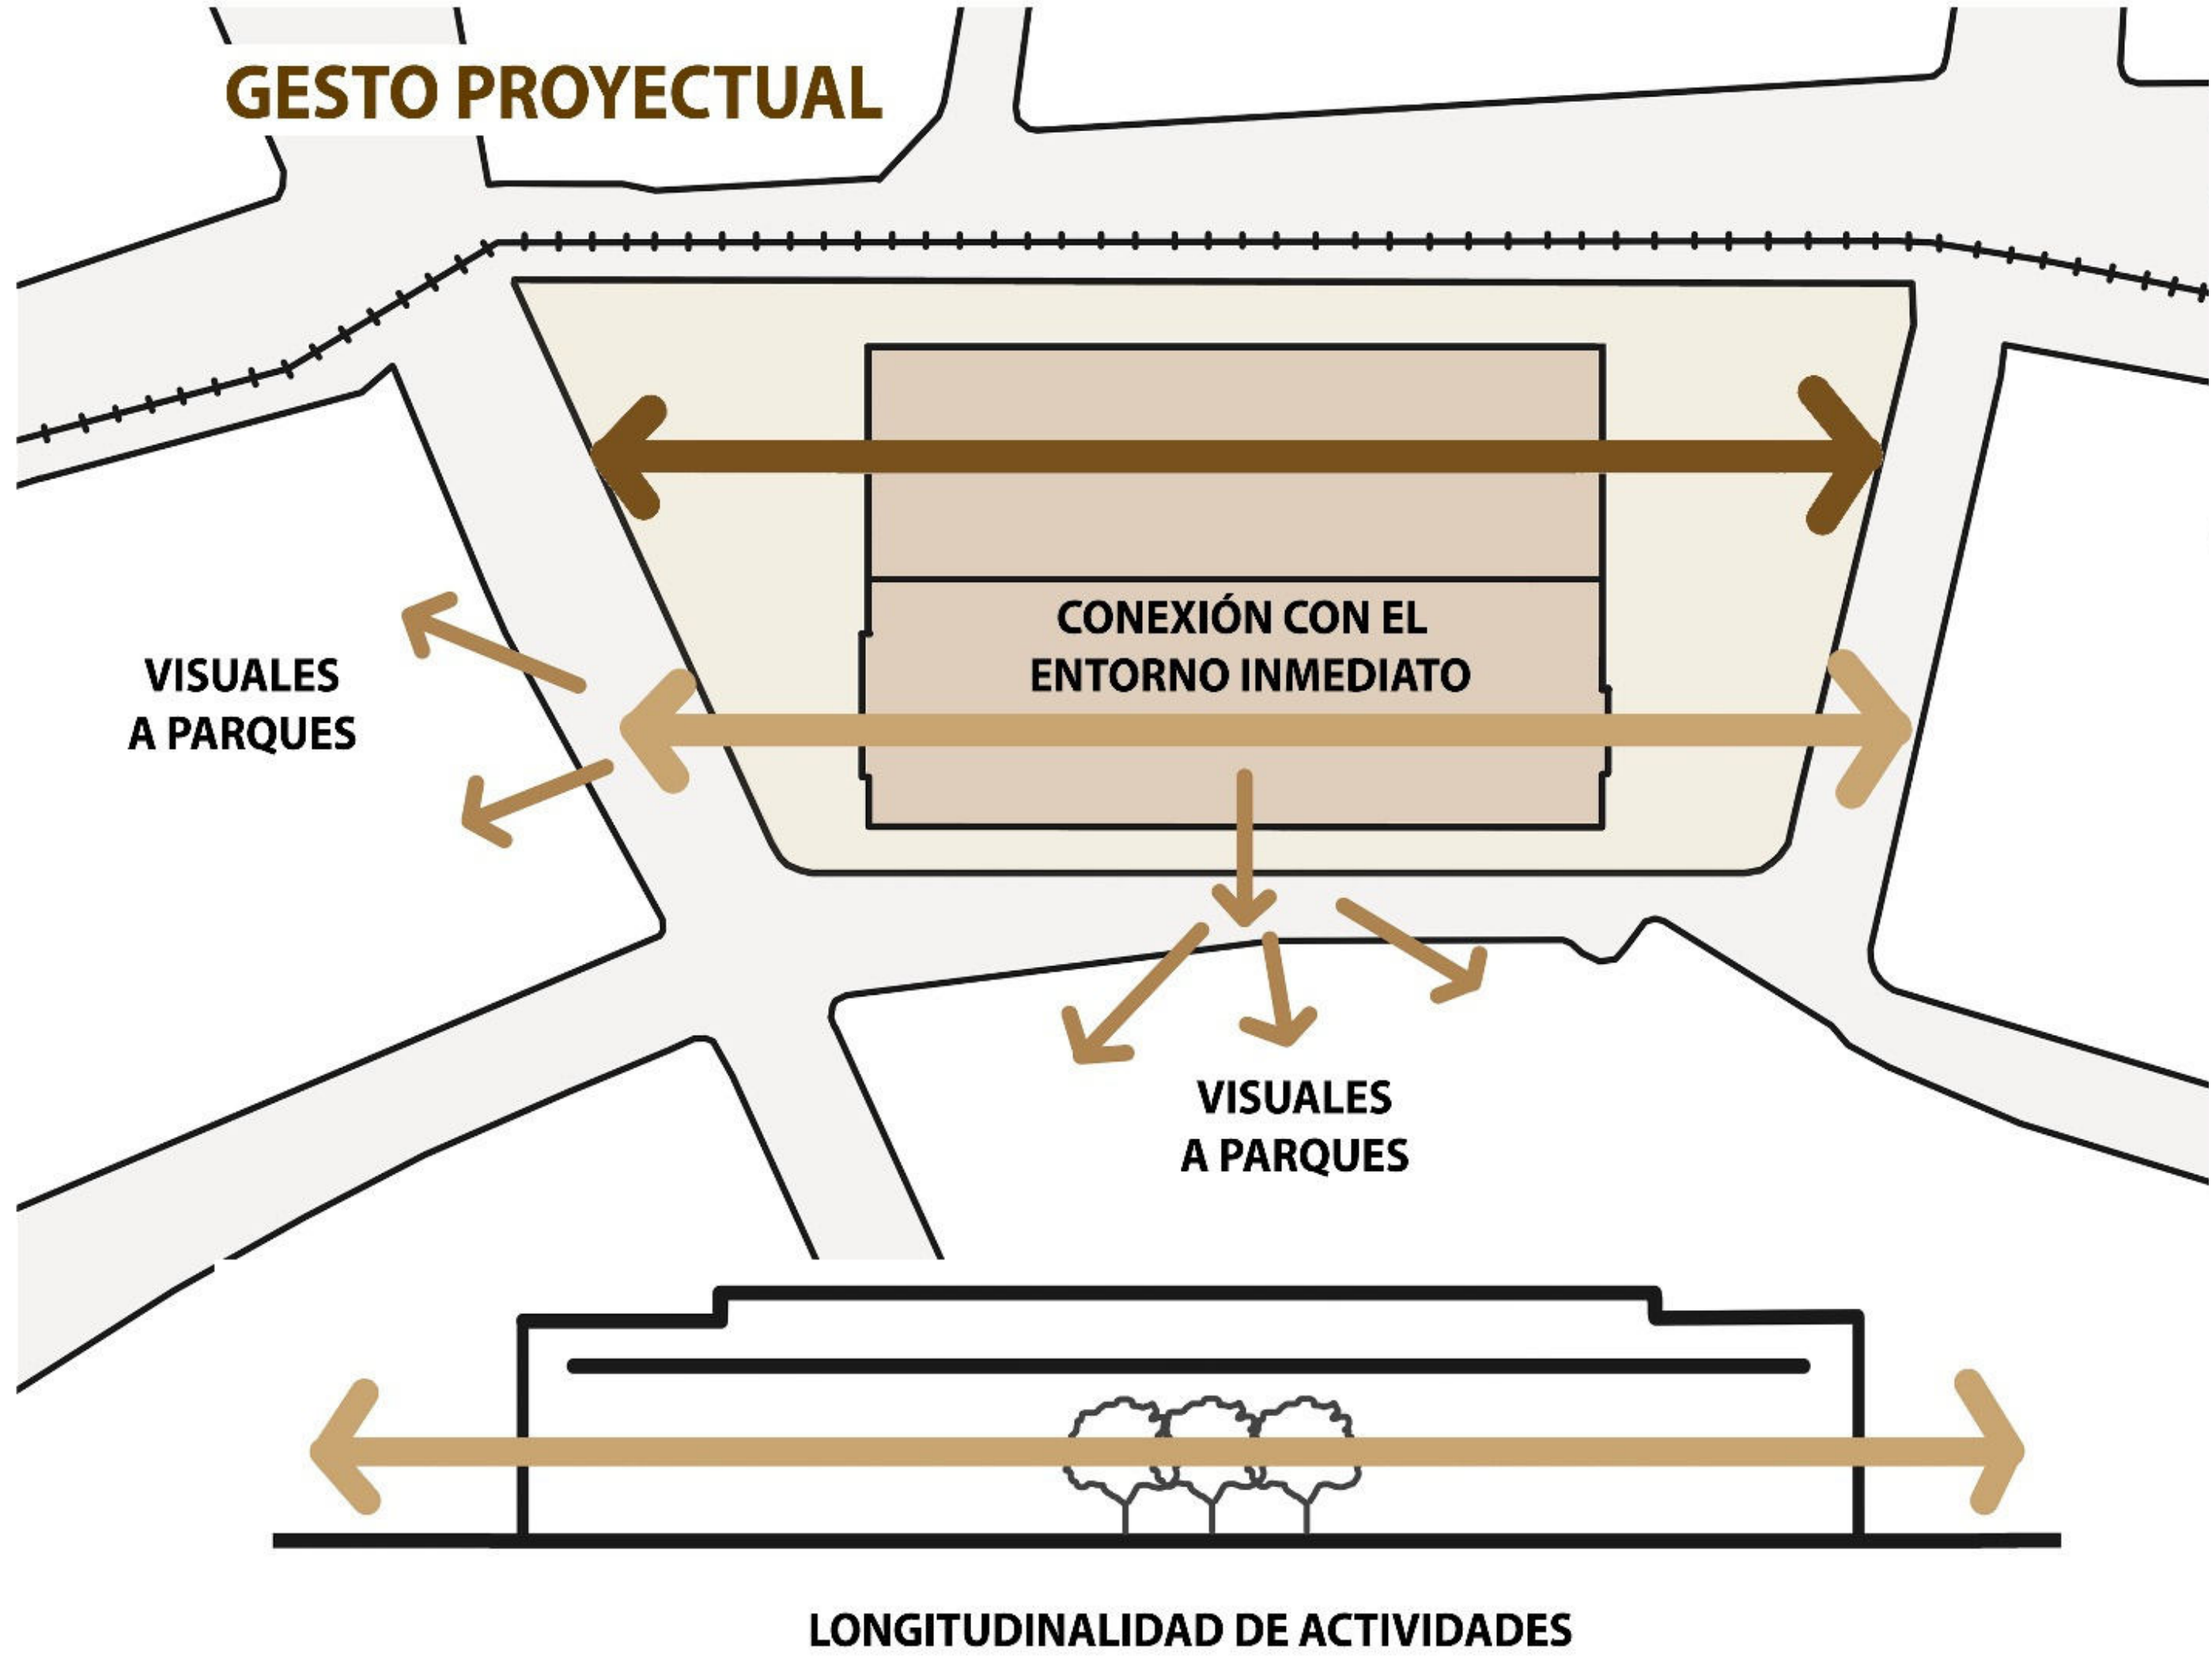 GESTO PROYECTUAL
CONEXIÓN CON EL
ENTORNO INMEDIATO
VISUALES
A PARQUES
VISUALES
A PARQUES
LONGITUDINALIDAD DE ACTIVIDADES